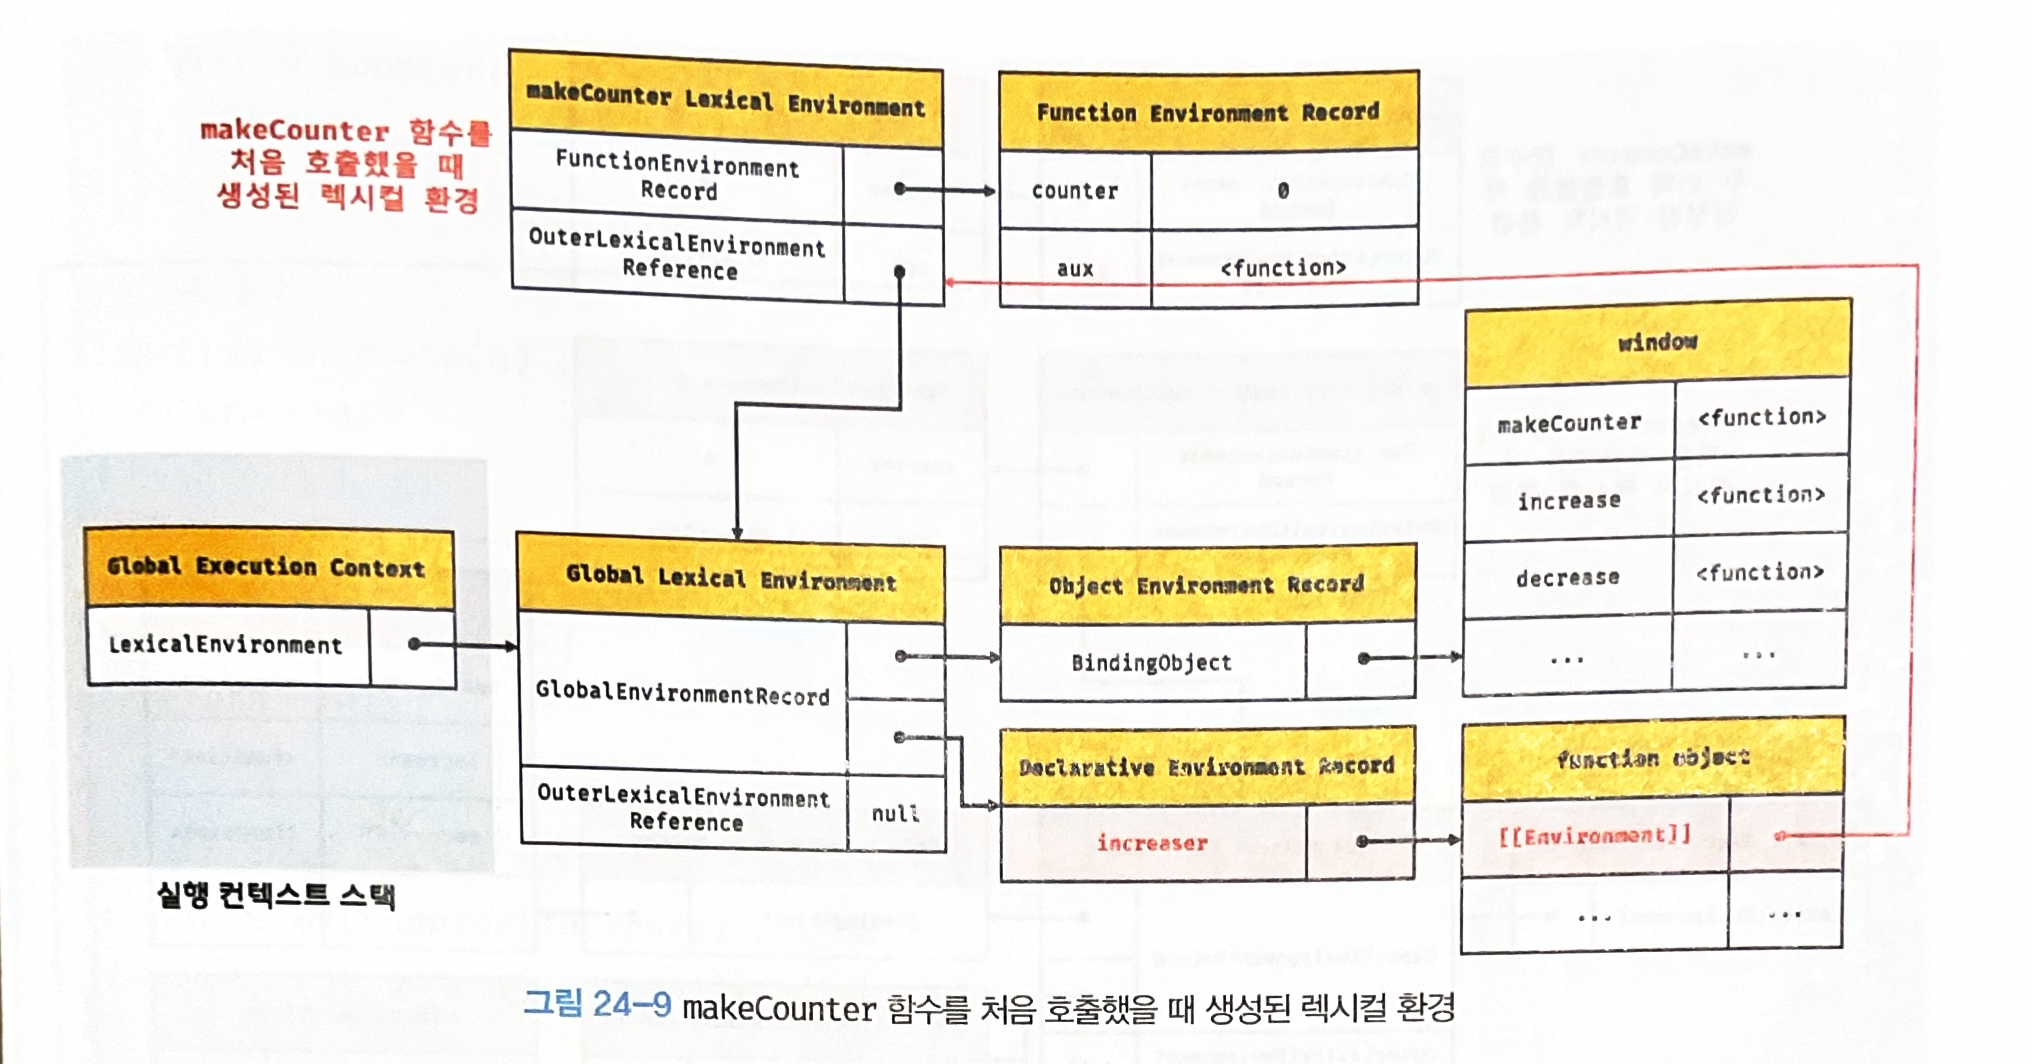 makeCounter 함수를
처음 호출했을 때
생성된 렉시컬 환경
makeCounter Lexical Environment
FunctionEnvironment
Record
OuterLexicalEnvironment
Reference
Function Environment Record
counter 0
aux <function>
window
makeCounter <function>
increase <function>
decrease <function>
... ...
Global Execution Context
LexicalEnvironment
실행 컨텍스트 스택
Global Lexical Environment
GlobalEnvironmentRecord
OuterLexicalEnvironment
Reference
null
Object Environment Record
BindingObject
Declarative Environment Record
increaser
function object
[[Environment]]
... ...
그림 24-9 makeCounter 함수를 처음 호출했을 때 생성된 렉시컬 환경